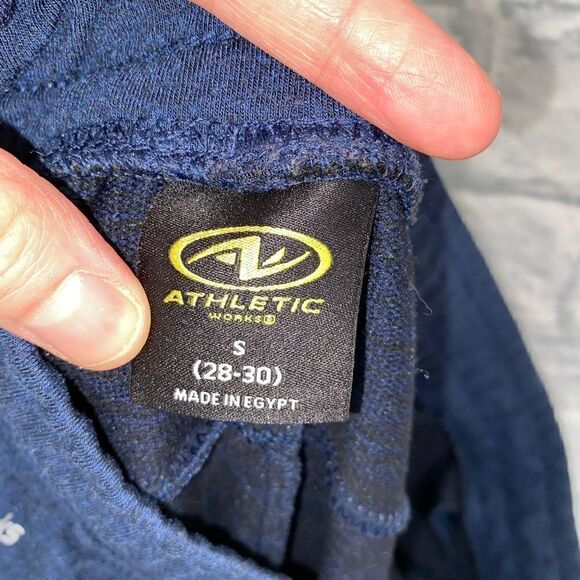 ATHLETIC
WORKS®
S
(28-30)
MADE IN EGYPT